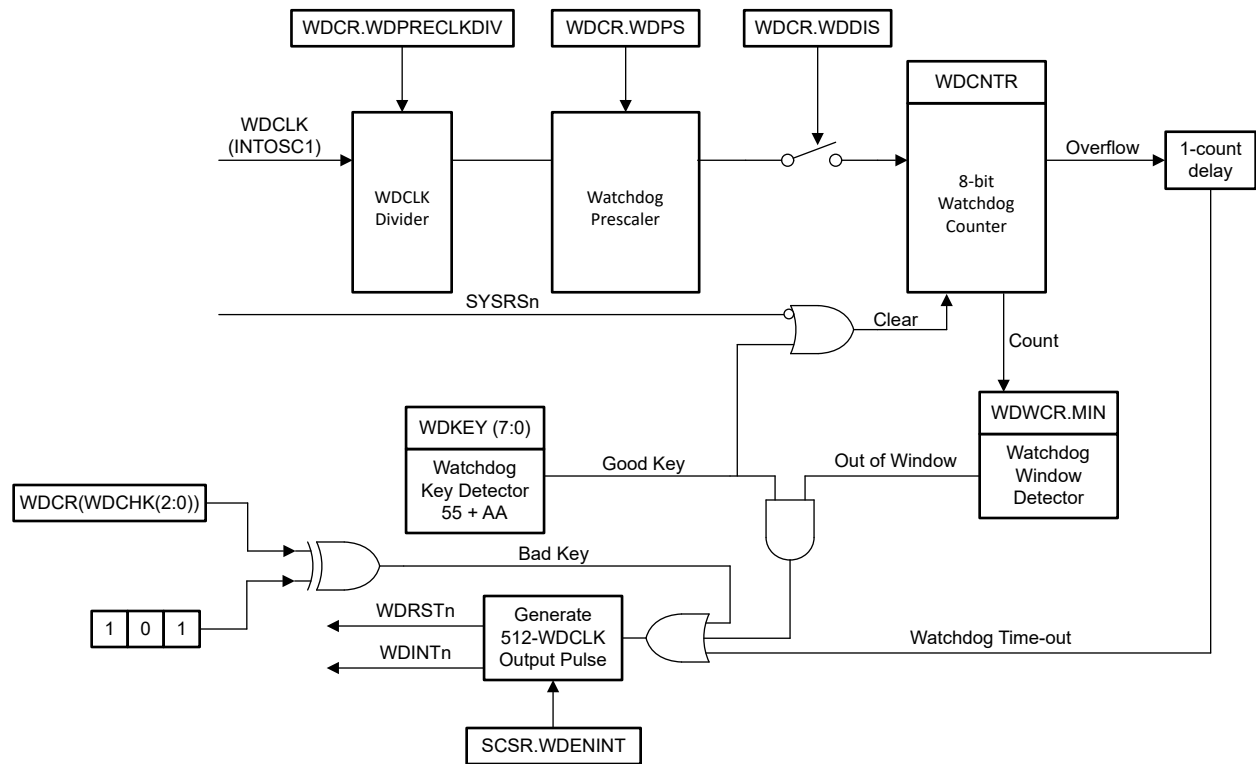 WDCR.WDPRECLKDIV
WDCR.WDPS
WDCR.WDDIS
WDCNTR
WDCLK
(INTOSC1)
WDCLK
Divider
Watchdog
Prescaler
8-bit
Watchdog
Counter
Overflow
1-count
delay
SYSRSn
Clear
Count
WDKEY (7:0)
Watchdog
Key Detector
55 + AA
Good Key
Out of Window
WDWCR.MIN
Watchdog
Window
Detector
WDCR(WDCHK(2:0))
Bad Key
1 0 1
WDRSTn
WDINTn
Generate
512-WDCLK
Output Pulse
Watchdog Time-out
SCSR.WDENINT